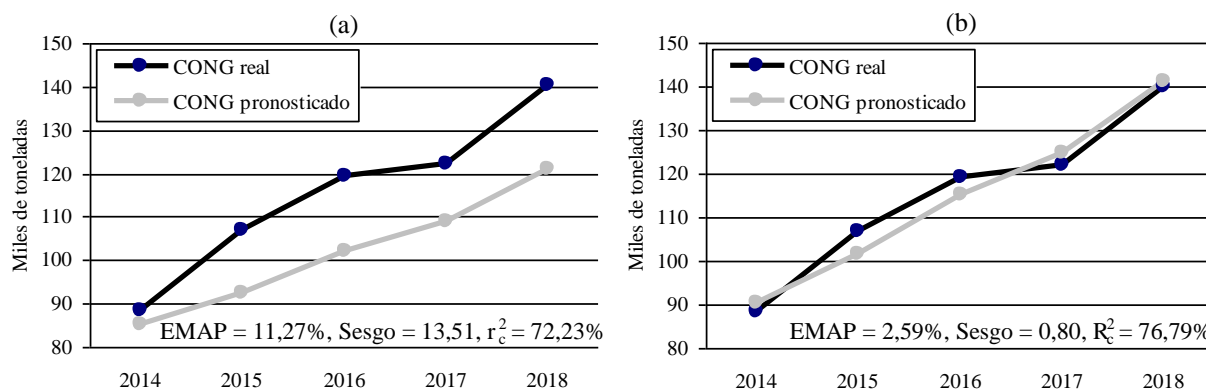 (a)
150
140
130
120
110
100
90
80
Miles de toneladas
CONG real
CONG pronosticado
EMAP = 11,27%, Sesgo = 13,51, r²c = 72,23%
2014 2015 2016 2017 2018
(b)
150
140
130
120
110
100
90
80
Miles de toneladas
CONG real
CONG pronosticado
EMAP = 2,59%, Sesgo = 0,80, R²c = 76,79%
2014 2015 2016 2017 2018